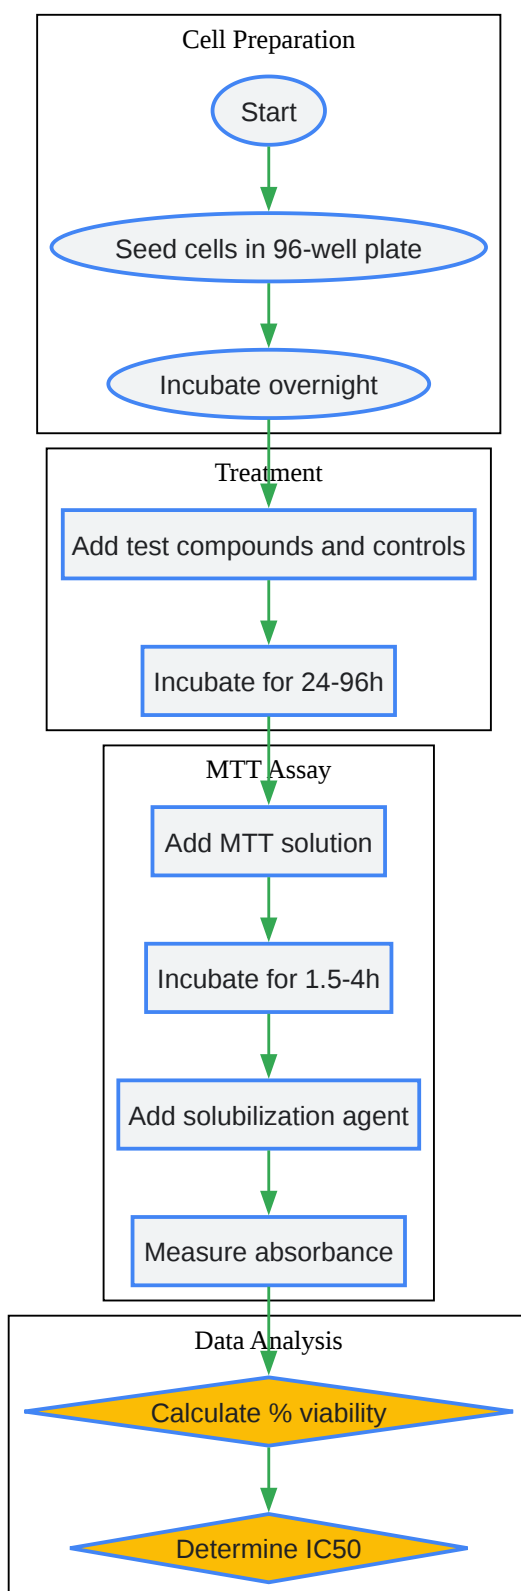 Cell Preparation
Start
Seed cells in 96-well plate
Incubate overnight
Treatment
Add test compounds and controls
Incubate for 24-96h
MTT Assay
Add MTT solution
Incubate for 1.5-4h
Add solubilization agent
Measure absorbance
Data Analysis
Calculate % viability
Determine IC50